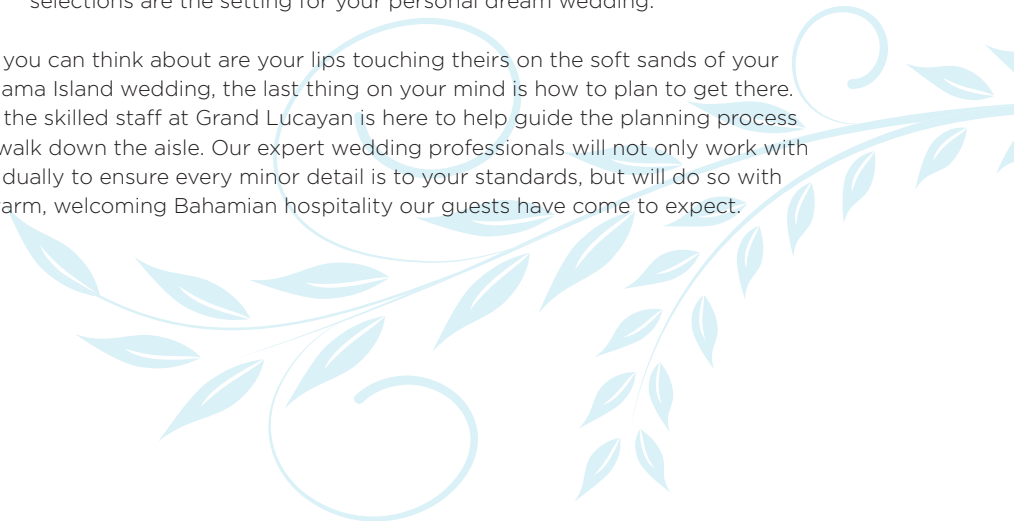 selections are the setting for your personal dream wedding.
you can think about are your lips touching theirs on the soft sands of your
ama Island wedding, the last thing on your mind is how to plan to get there.
the skilled staff at Grand Lucayan is here to help guide the planning process
walk down the aisle. Our expert wedding professionals will not only work with
dually to ensure every minor detail is to your standards, but will do so with
arm, welcoming Bahamian hospitality our guests have come to expect.